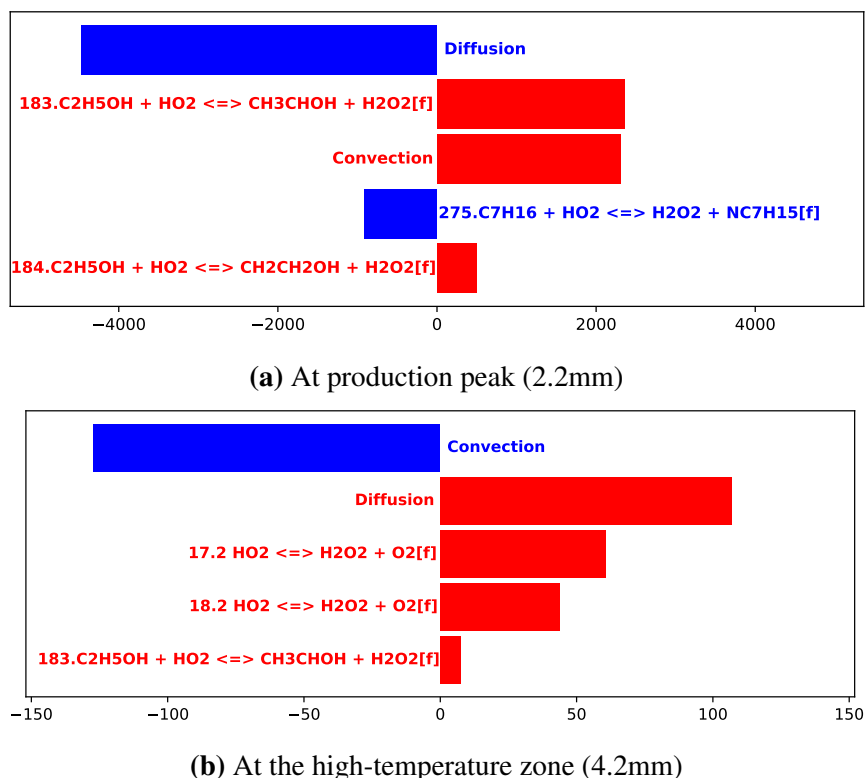 Diffusion
183.C2H5OH + HO2 <=> CH3CHOH + H2O2[f]
Convection
275.C7H16 + HO2 <=> H2O2 + NC7H15[f]
184.C2H5OH + HO2 <=> CH2CH2OH + H2O2[f]
−4000 −2000 0 2000 4000
(a) At production peak (2.2mm)
Convection
Diffusion
17.2 HO2 <=> H2O2 + O2[f]
18.2 HO2 <=> H2O2 + O2[f]
183.C2H5OH + HO2 <=> CH3CHOH + H2O2[f]
−150 −100 −50 0 50 100 150
(b) At the high-temperature zone (4.2mm)